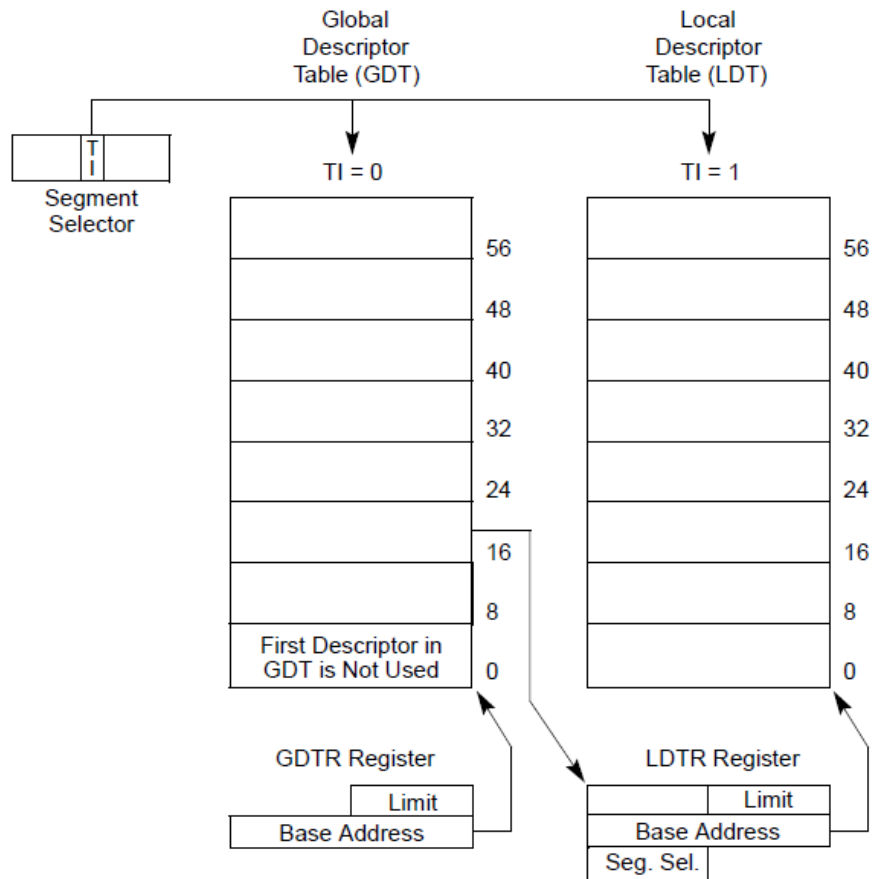 Global
Descriptor
Table (GDT)
Local
Descriptor
Table (LDT)
T
I
Segment
Selector
TI = 0
TI = 1
56
48
40
32
24
16
8
First Descriptor in
GDT is Not Used
0
56
48
40
32
24
16
8
0
GDTR Register
Limit
Base Address
LDTR Register
Limit
Base Address
Seg. Sel.